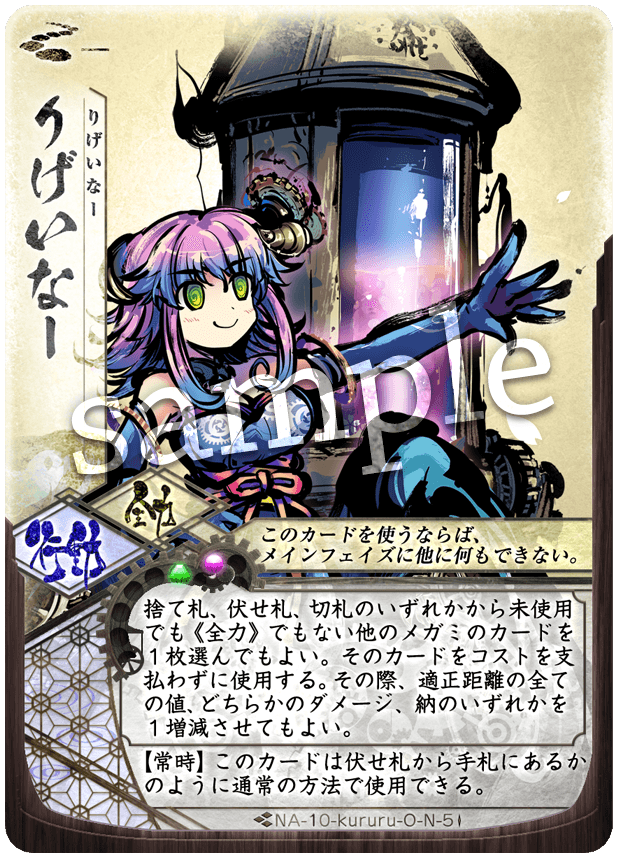 りげいなー
りげいなー
sample
行動
全力
このカードを使うならば、
メインフェイズに他に何もできない。
捨て札、伏せ札、切札のいずれかから未使用
でも《全力》でもない他のメガミのカードを
1枚選んでもよい。そのカードをコストを支
払わずに使用する。その際、適正距離の全て
の値、どちらかのダメージ、納のいずれかを
1増減させてもよい。
【常時】このカードは伏せ札から手札にあるか
のように通常の方法で使用できる。
NA-10-kururu-O-N-5